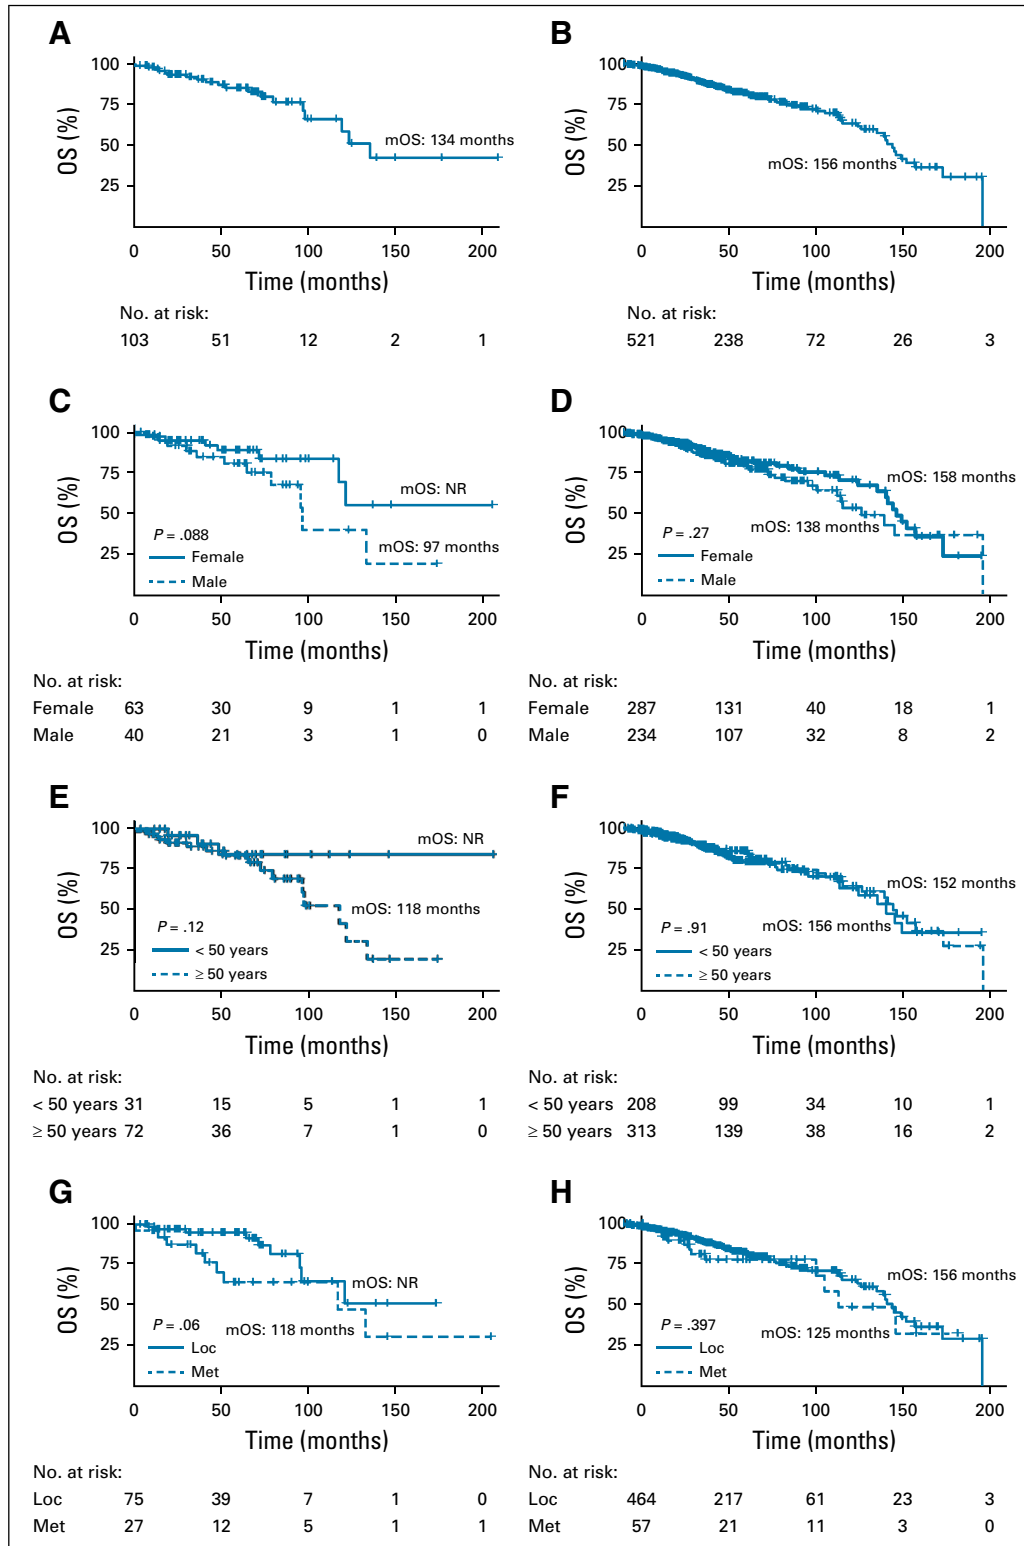 A
100
75
50
25
OS (%)
mOS: 134 months
0 50 100 150 200
Time (months)
No. at risk:
103 51 12 2 1
B
100
75
50
25
OS (%)
mOS: 156 months
0 50 100 150 200
Time (months)
No. at risk:
521 238 72 26 3
C
100
75
50
25
OS (%)
mOS: NR
mOS: 97 months
P = .088
Female
Male
0 50 100 150 200
Time (months)
No. at risk:
Female 63 30 9 1 1
Male 40 21 3 1 0
D
100
75
50
25
OS (%)
mOS: 158 months
mOS: 138 months
P = .27
Female
Male
0 50 100 150 200
Time (months)
No. at risk:
Female 287 131 40 18 1
Male 234 107 32 8 2
E
100
75
50
25
OS (%)
mOS: NR
mOS: 118 months
P = .12
< 50 years
≥ 50 years
0 50 100 150 200
Time (months)
No. at risk:
< 50 years 31 15 5 1 1
≥ 50 years 72 36 7 1 0
F
100
75
50
25
OS (%)
mOS: 152 months
mOS: 156 months
P = .91
< 50 years
≥ 50 years
0 50 100 150 200
Time (months)
No. at risk:
< 50 years 208 99 34 10 1
≥ 50 years 313 139 38 16 2
G
100
75
50
25
OS (%)
mOS: NR
mOS: 118 months
P = .06
Loc
Met
0 50 100 150 200
Time (months)
No. at risk:
Loc 75 39 7 1 0
Met 27 12 5 1 1
H
100
75
50
25
OS (%)
mOS: 156 months
mOS: 125 months
P = .397
Loc
Met
0 50 100 150 200
Time (months)
No. at risk:
Loc 464 217 61 23 3
Met 57 21 11 3 0